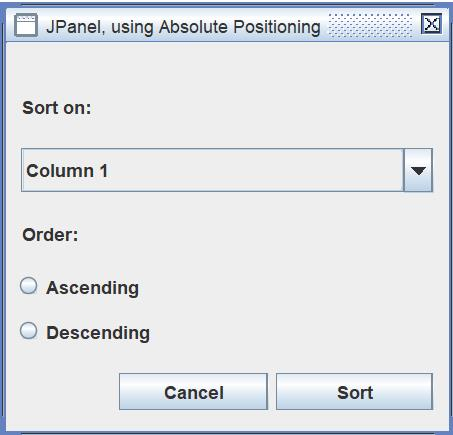 JPanel, using Absolute Positioning
Sort on:
Column 1
Order:
Ascending
Descending
Cancel Sort